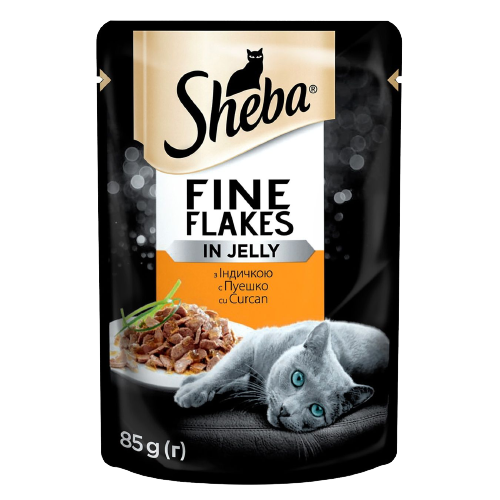 Sheba®
FINE
FLAKES
IN JELLY
з Індичкою
с Пуешко
cu Curcan
85 g (г)